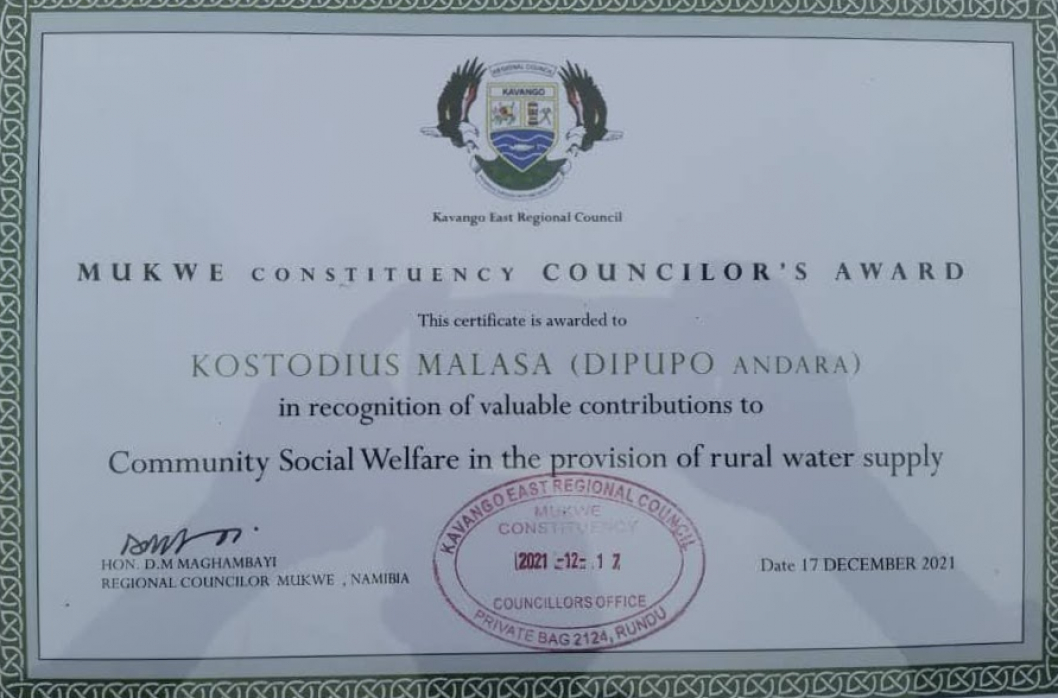 REGIONAL COUNCIL
KAVANGO
Kavango East Regional Council
MUKWE CONSTITUENCY COUNCILOR'S AWARD
This certificate is awarded to
KOSTODIUS MALASA (DIPUPO ANDARA)
in recognition of valuable contributions to
Community Social Welfare in the provision of rural water supply
HON. D.M MAGHAMBAYI
REGIONAL COUNCILOR MUKWE , NAMIBIA
KAVANGO EAST REGIONAL COUNCIL
MUKWE
CONSTITUENCY
2021 -12- 17
COUNCILLORS OFFICE
PRIVATE BAG 2124, RUNDU
Date 17 DECEMBER 2021